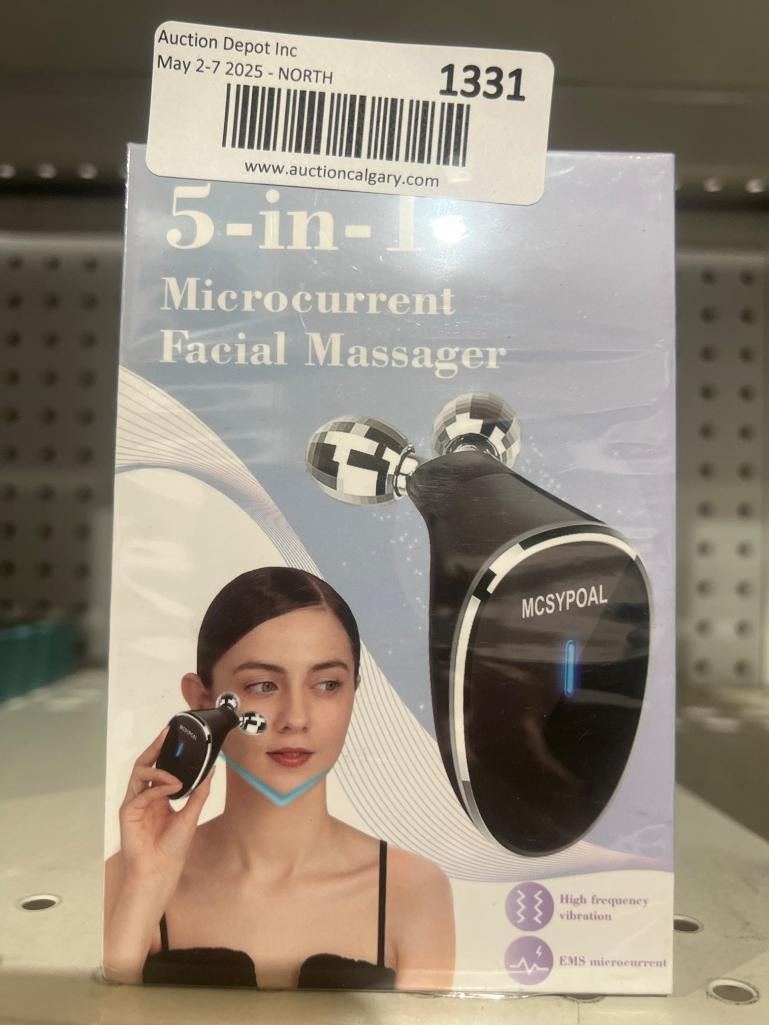 Auction Depot Inc
May 2-7 2025 - NORTH
1331
www.auctioncalgary.com
5-in-1
Microcurrent
Facial Massager
MCSYPOAL
MCSYPOAL
High frequency
vibration
EMS microcurrent